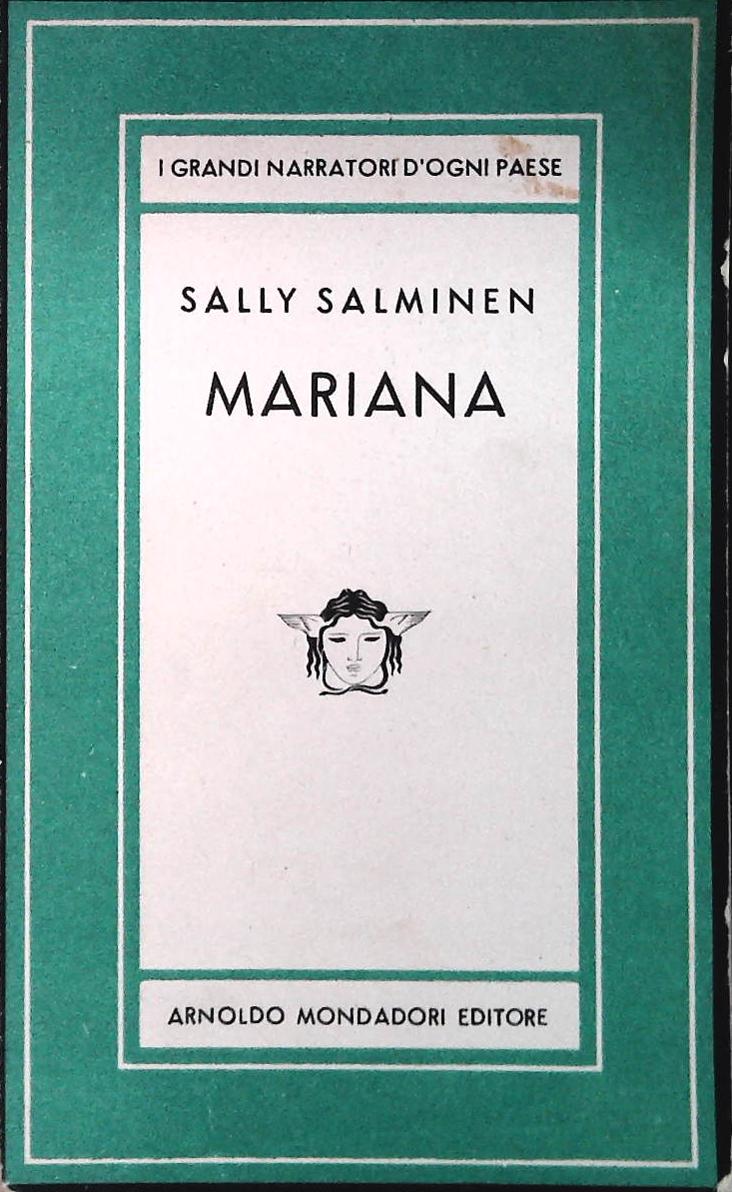 I GRANDI NARRATORI D'OGNI PAESE
SALLY SALMINEN
MARIANA
ARNOLDO MONDADORI EDITORE